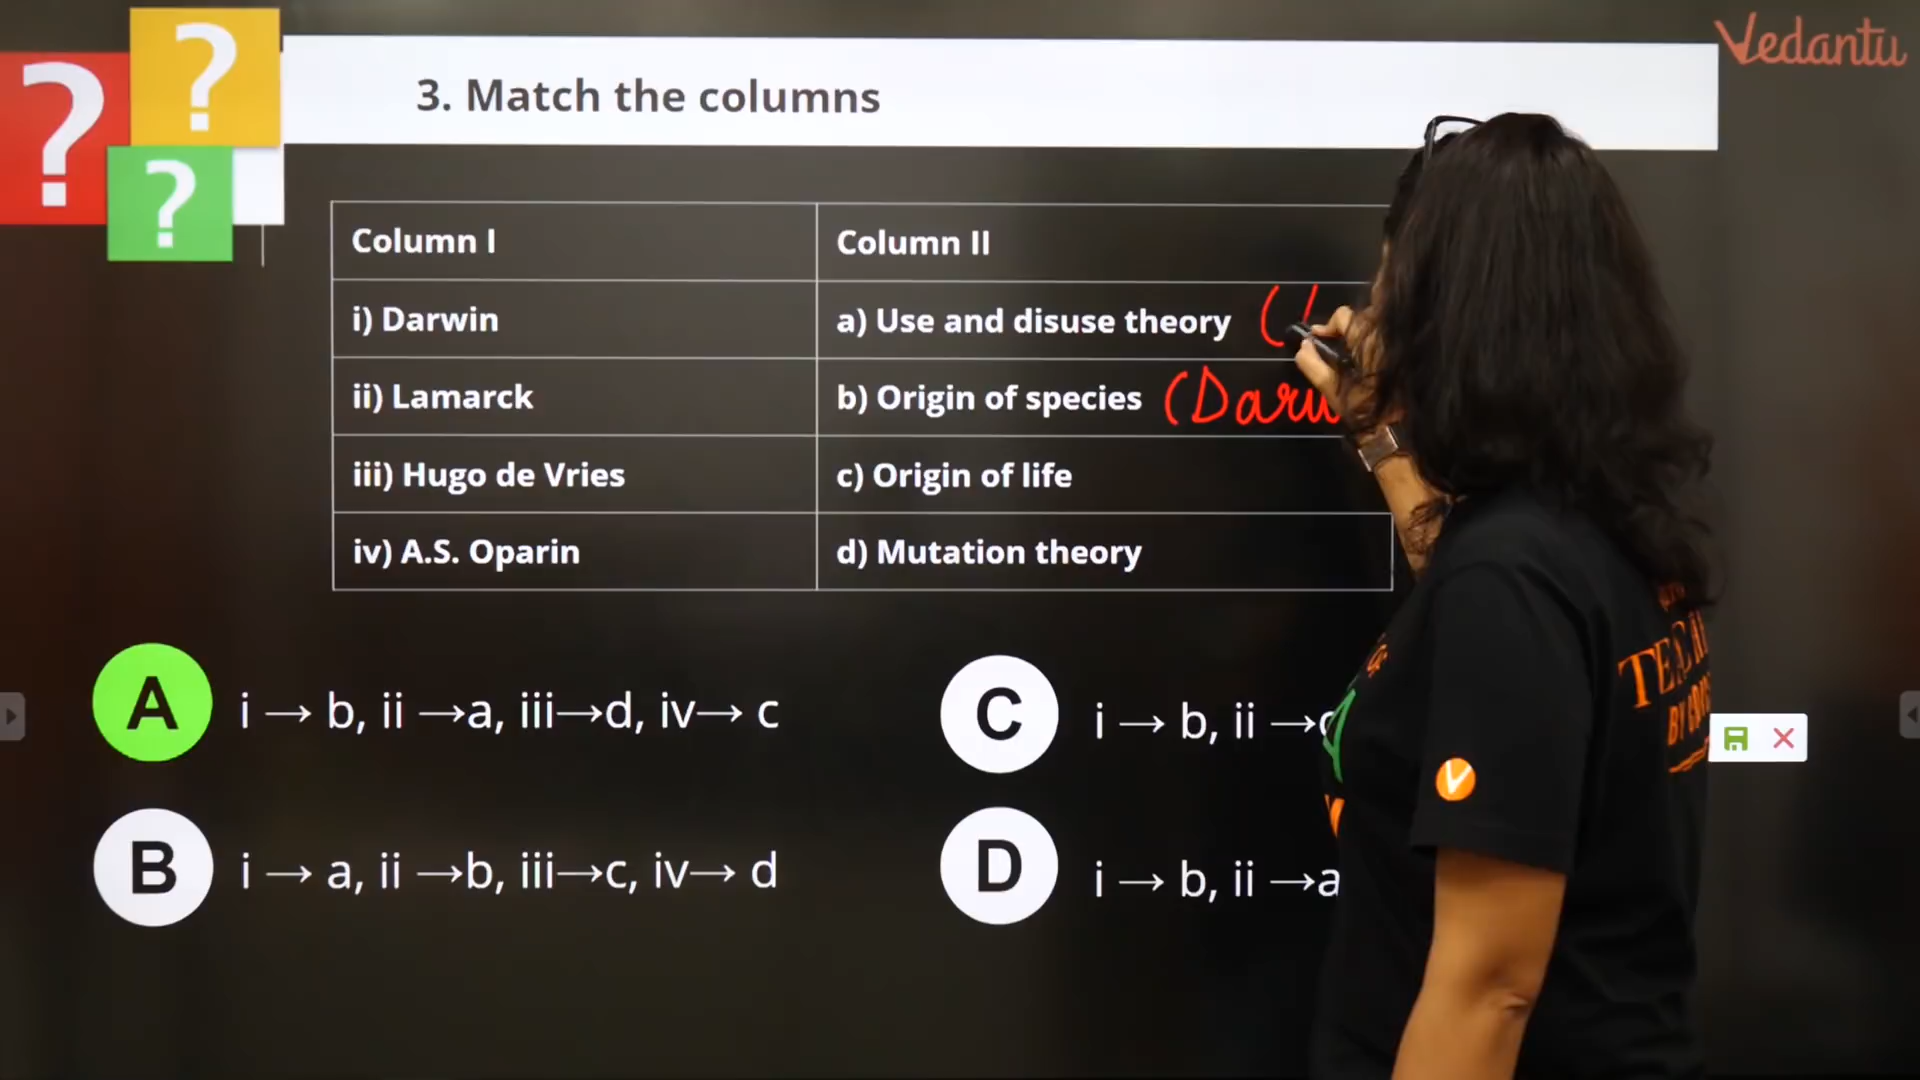 Vedantu
? ? ?
3. Match the columns
Column I Column II
i) Darwin a) Use and disuse theory (
ii) Lamarck b) Origin of species (Darw
iii) Hugo de Vries c) Origin of life
iv) A.S. Oparin d) Mutation theory
A i → b, ii →a, iii→d, iv→ c
C i → b, ii →
B i → a, ii →b, iii→c, iv→ d
D i → b, ii →a
V